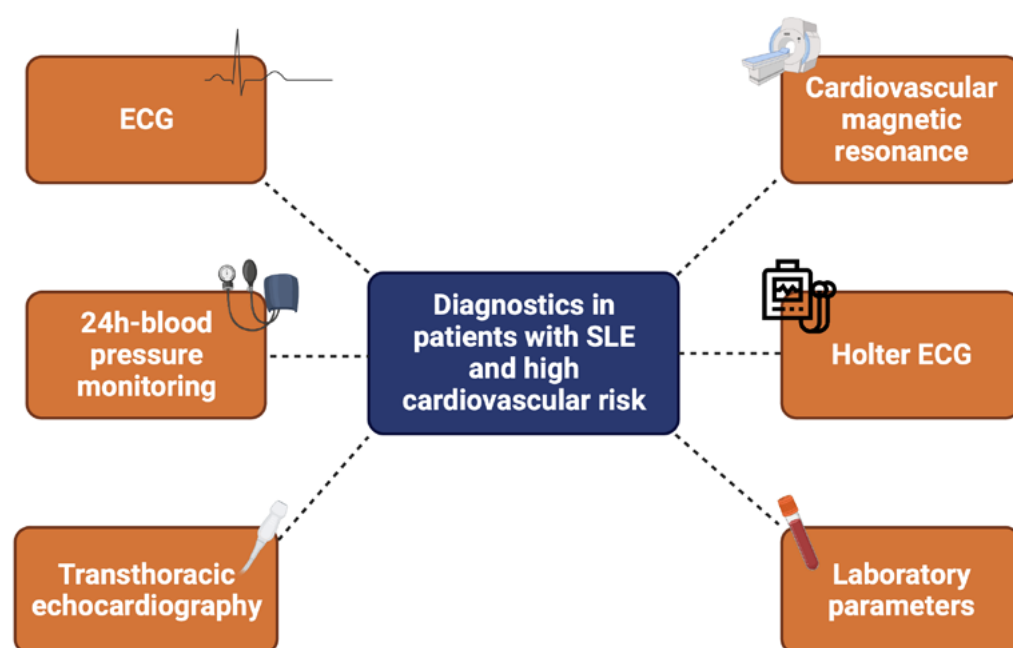 ECG
24h-blood
pressure
monitoring
Transthoracic
echocardiography
Diagnostics in
patients with SLE
and high
cardiovascular risk
Cardiovascular
magnetic
resonance
Holter ECG
Laboratory
parameters